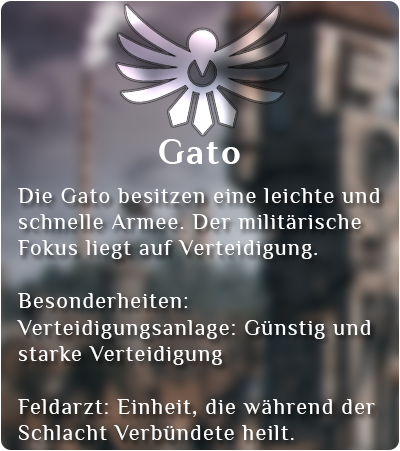 Gato
Die Gato besitzen eine leichte und
schnelle Armee. Der militärische
Fokus liegt auf Verteidigung.
Besonderheiten:
Verteidigungsanlage: Günstig und
starke Verteidigung
Feldarzt: Einheit, die während der
Schlacht Verbündete heilt.